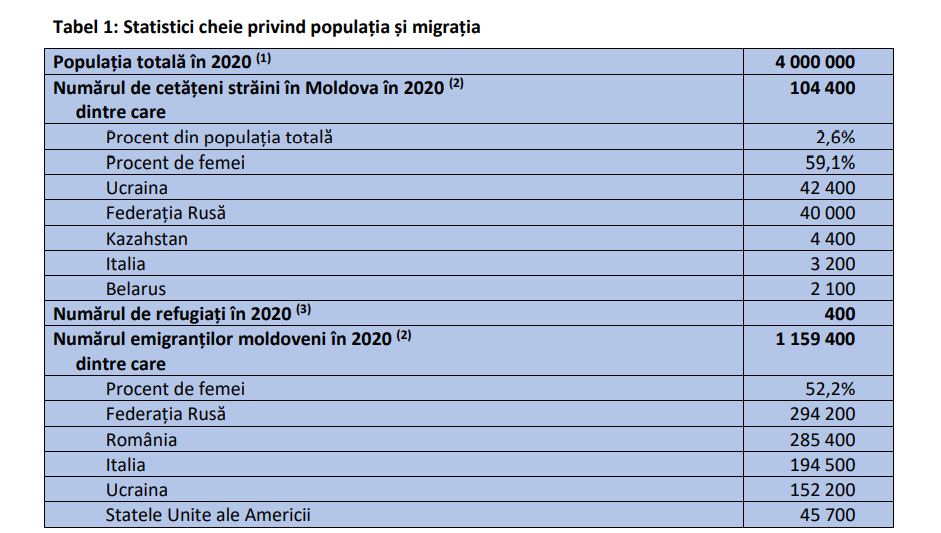 Tabel 1: Statistici cheie privind populația și migrația
Populația totală în 2020 (1) 4 000 000
Numărul de cetățeni străini în Moldova în 2020 (2) 104 400
dintre care
Procent din populația totală 2,6%
Procent de femei 59,1%
Ucraina 42 400
Federația Rusă 40 000
Kazahstan 4 400
Italia 3 200
Belarus 2 100
Numărul de refugiați în 2020 (3) 400
Numărul emigranților moldoveni în 2020 (2) 1 159 400
dintre care
Procent de femei 52,2%
Federația Rusă 294 200
România 285 400
Italia 194 500
Ucraina 152 200
Statele Unite ale Americii 45 700